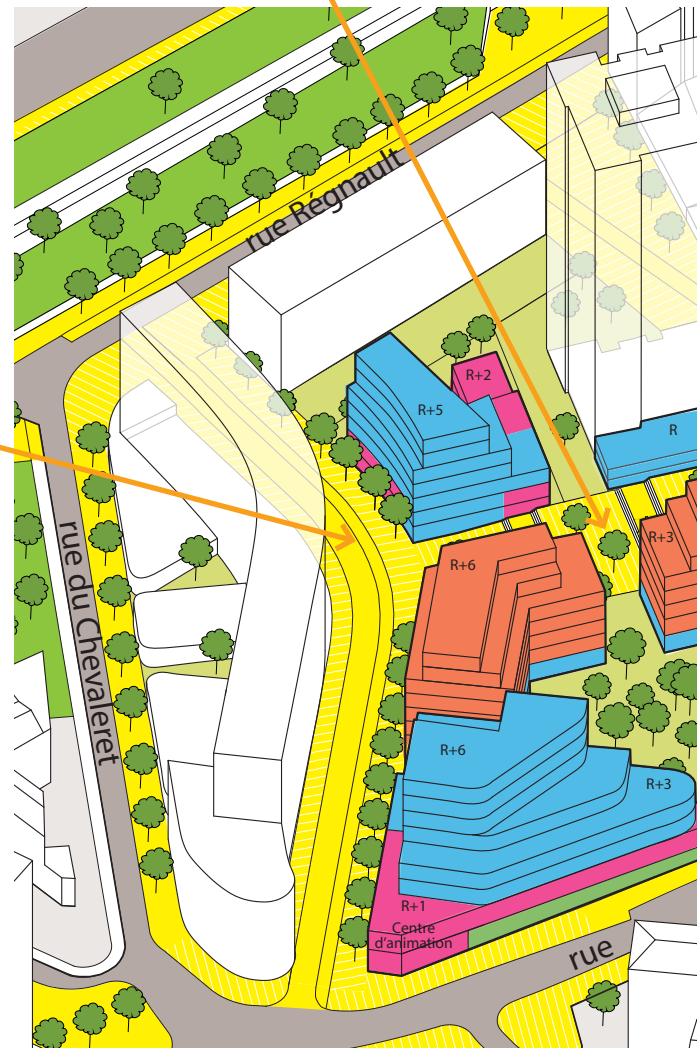 rue Régnault
R+2
R+5
R
R+3
R+6
rue du Chevaleret
R+6
R+3
R+1
Centre
d'animation
rue